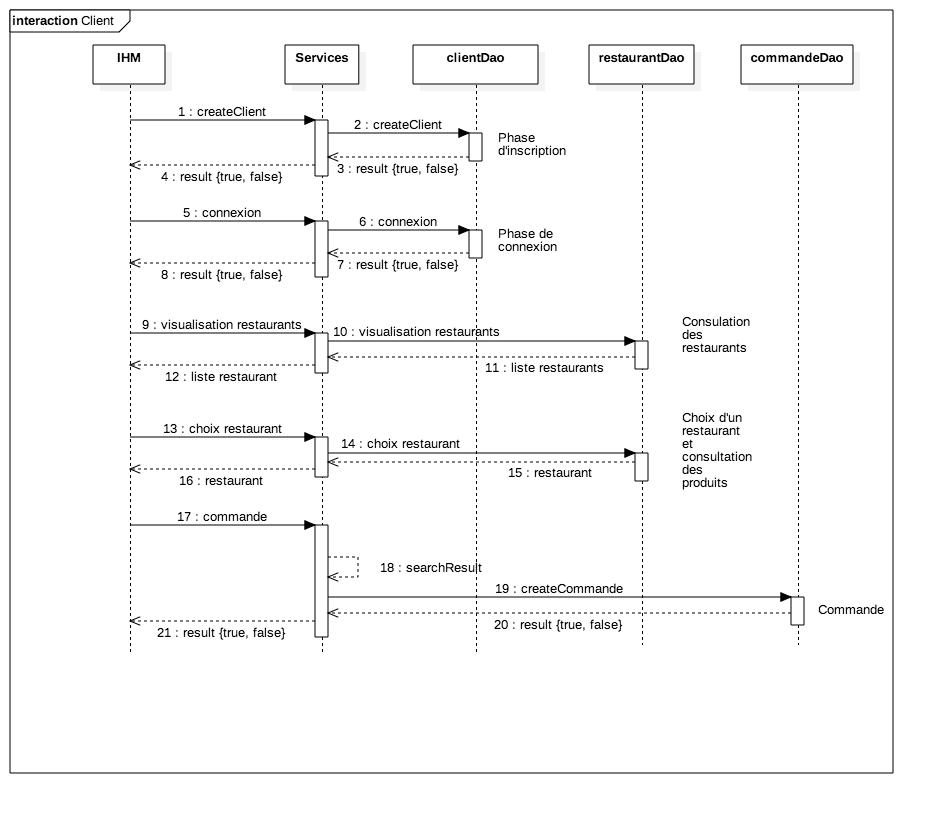 interaction Client
IHM
Services
clientDao
restaurantDao
commandeDao
1 : createClient
2 : createClient
Phase
d'inscription
3 : result {true, false}
4 : result {true, false}
5 : connexion
6 : connexion
Phase de
connexion
7 : result {true, false}
8 : result {true, false}
9 : visualisation restaurants
10 : visualisation restaurants
Consulation
des
restaurants
11 : liste restaurants
12 : liste restaurant
13 : choix restaurant
14 : choix restaurant
Choix d'un
restaurant
et
consultation
des
produits
15 : restaurant
16 : restaurant
17 : commande
18 : searchResult
19 : createCommande
Commande
20 : result {true, false}
21 : result {true, false}